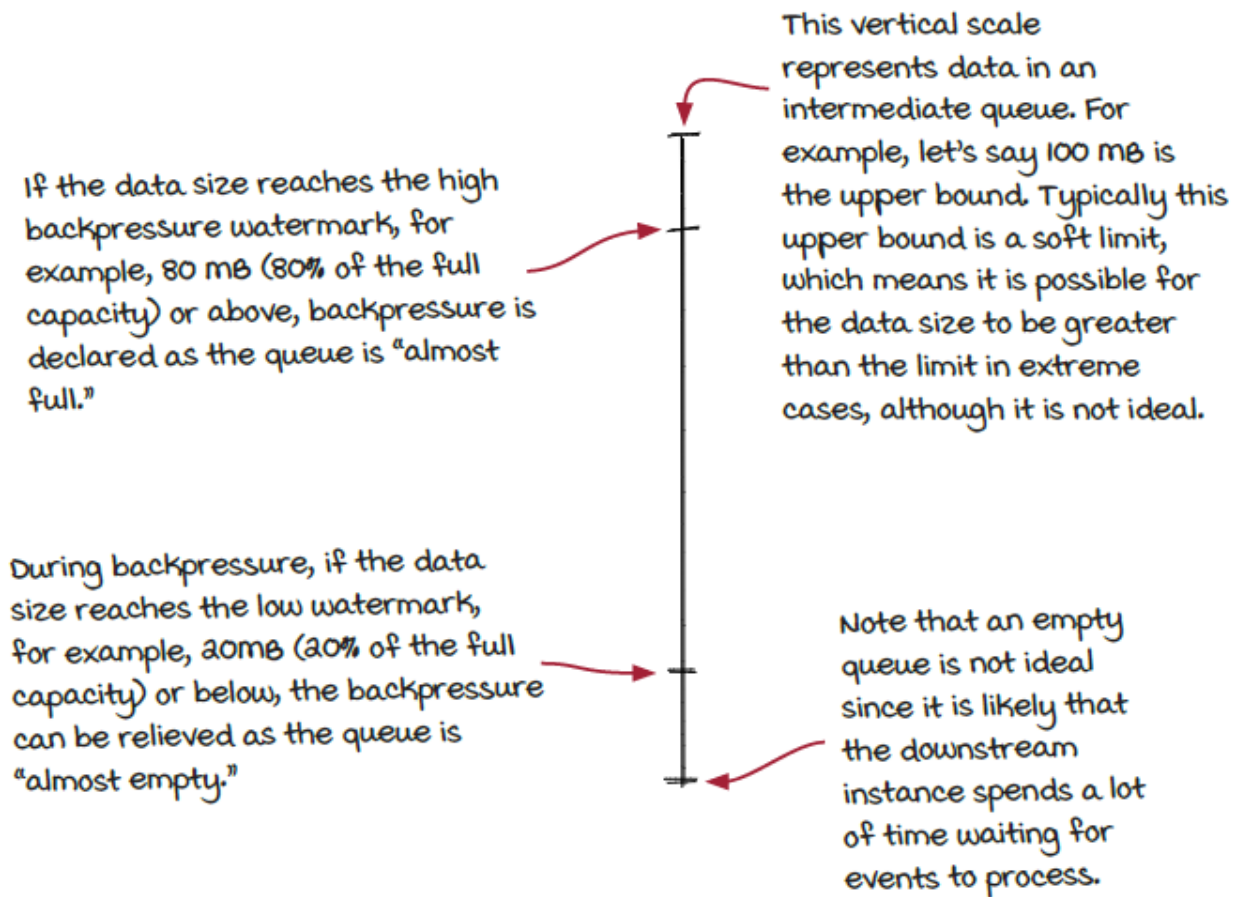 This vertical scale
represents data in an
intermediate queue. For
example, let's say 100 MB is
the upper bound. Typically this
upper bound is a soft limit,
which means it is possible for
the data size to be greater
than the limit in extreme
cases, although it is not ideal.
If the data size reaches the high
backpressure watermark, for
example, 80 MB (80% of the full
capacity) or above, backpressure is
declared as the queue is “almost
full.”
During backpressure, if the data
size reaches the low watermark,
for example, 20MB (20% of the full
capacity) or below, the backpressure
can be relieved as the queue is
“almost empty.”
Note that an empty
queue is not ideal
since it is likely that
the downstream
instance spends a lot
of time waiting for
events to process.